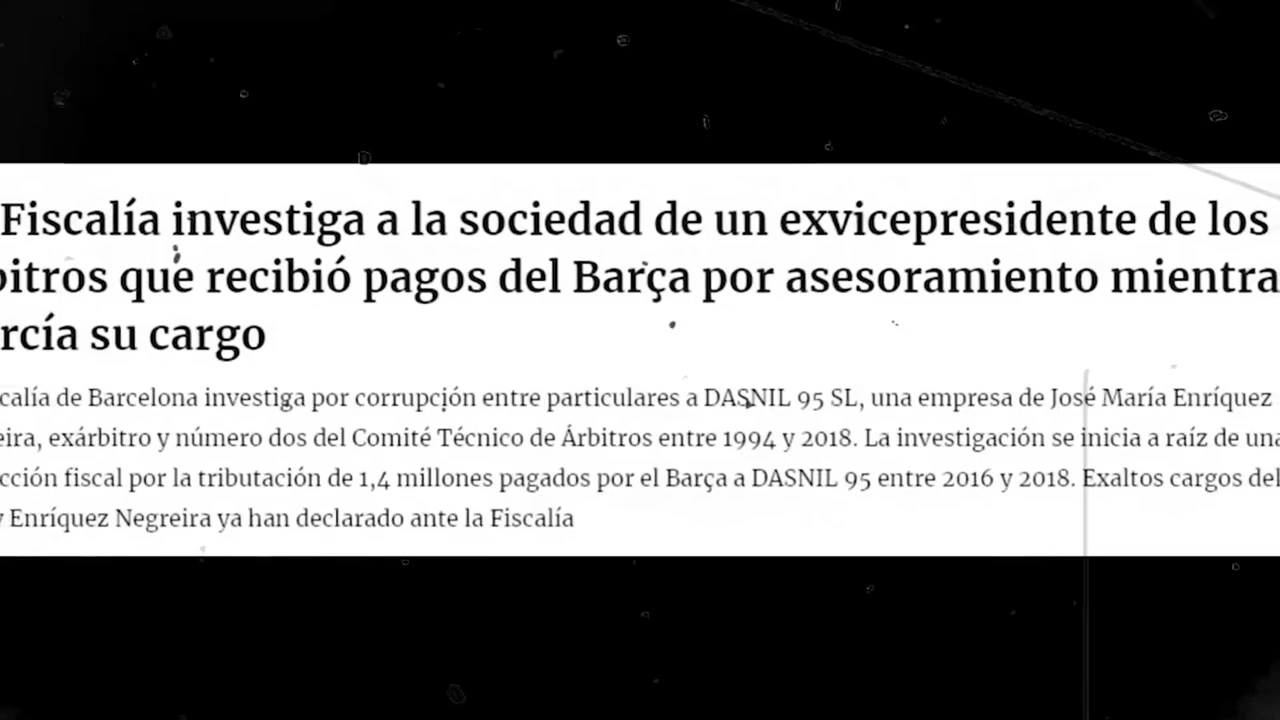 Fiscalía investiga a la sociedad de un exvicepresidente de los
bitros que recibió pagos del Barça por asesoramiento mientra
rcía su cargo
calía de Barcelona investiga por corrupción entre particulares a DASNIL 95 SL, una empresa de José María Enríquez
eira, exárbitro y número dos del Comité Técnico de Árbitros entre 1994 y 2018. La investigación se inicia a raíz de una
cción fiscal por la tributación de 1,4 millones pagados por el Barça a DASNIL 95 entre 2016 y 2018. Exaltos cargos del
y Enríquez Negreira ya han declarado ante la Fiscalía